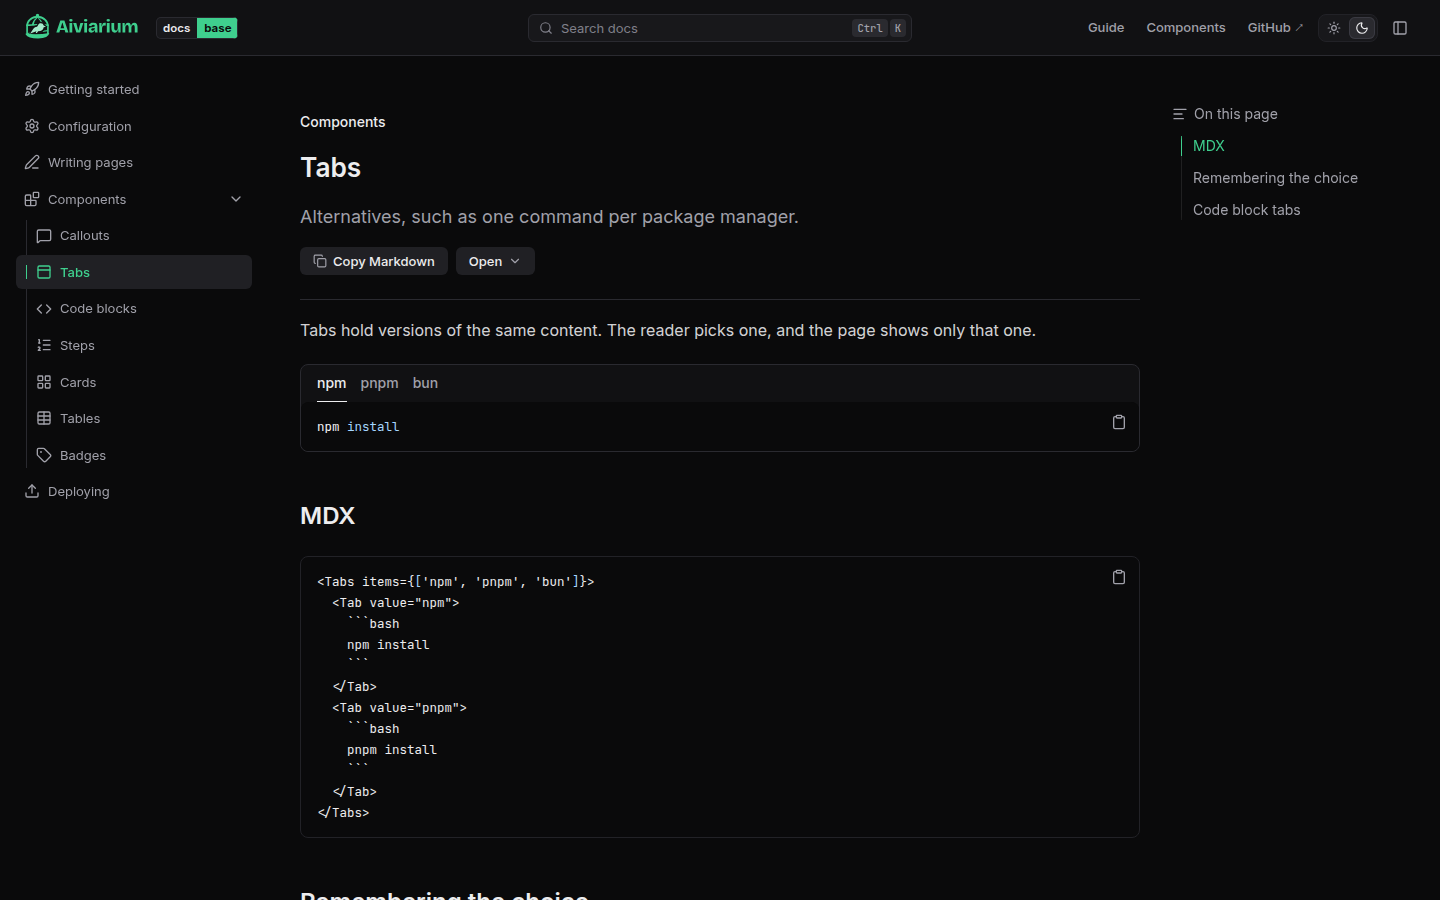 Aiviarium docs base
Search docs Ctrl K
Guide Components GitHub ↗
Getting started
Configuration
Writing pages
Components
Callouts
Tabs
Code blocks
Steps
Cards
Tables
Badges
Deploying
Components
Tabs
Alternatives, such as one command per package manager.
Copy Markdown Open
Tabs hold versions of the same content. The reader picks one, and the page shows only that one.
npm pnpm bun
npm install
MDX
<Tabs items={['npm', 'pnpm', 'bun']}>
  <Tab value="npm">
    ```bash
    npm install
    ```
  </Tab>
  <Tab value="pnpm">
    ```bash
    pnpm install
    ```
  </Tab>
</Tabs>
Remembering the choice
On this page
MDX
Remembering the choice
Code block tabs